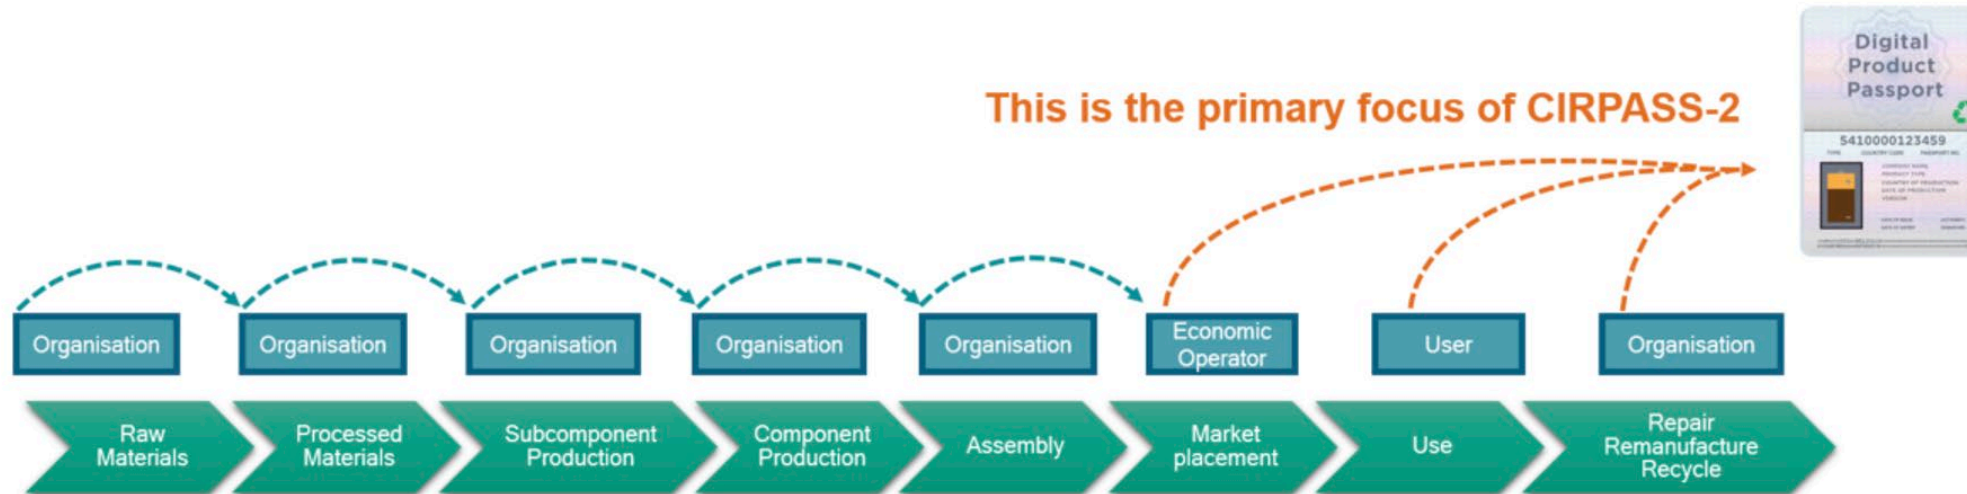 Digital
Product
Passport
This is the primary focus of CIRPASS-2
5410000123459
Organisation
Organisation
Organisation
Organisation
Organisation
Economic
Operator
User
Organisation
Raw
Materials
Processed
Materials
Subcomponent
Production
Component
Production
Assembly
Market
placement
Use
Repair
Remanufacture
Recycle